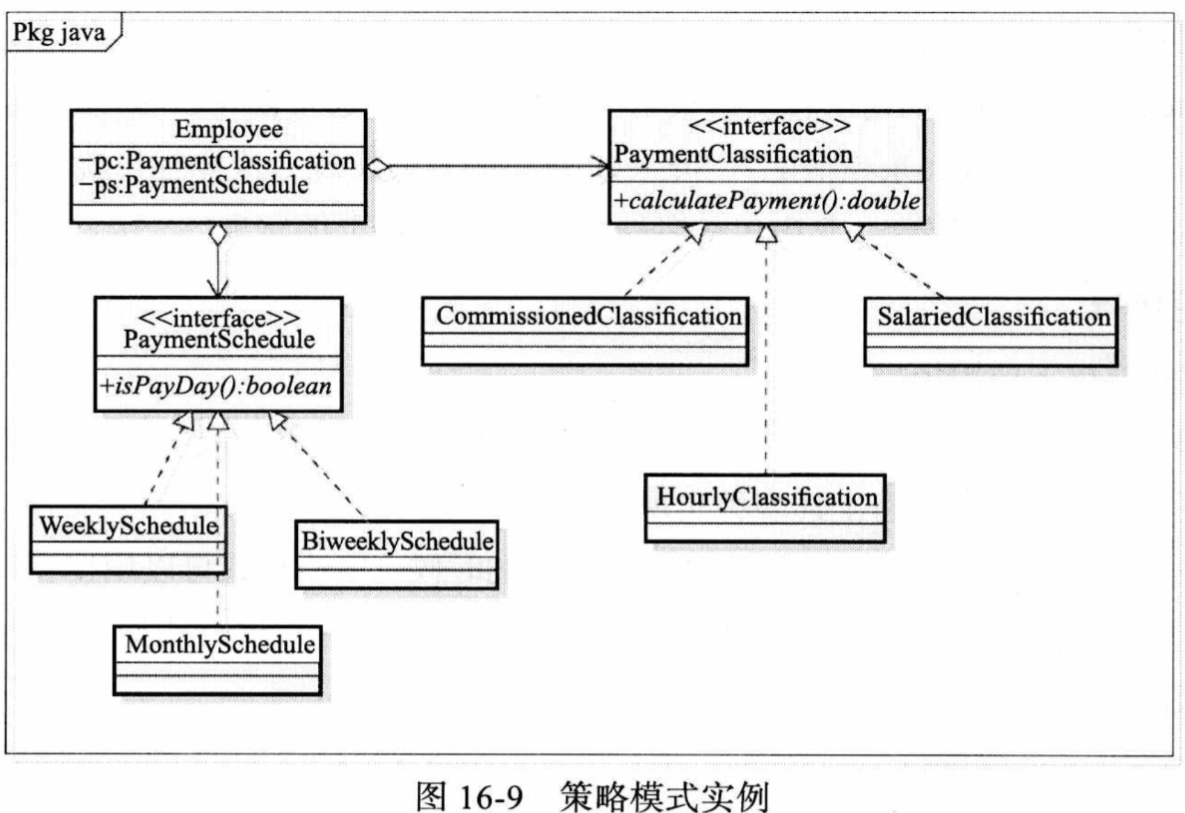 Pkg java
Employee
−pc:PaymentClassification
−ps:PaymentSchedule
<<interface>>
PaymentClassification
+calculatePayment():double
<<interface>>
PaymentSchedule
+isPayDay():boolean
CommissionedClassification
SalariedClassification
HourlyClassification
WeeklySchedule
BiweeklySchedule
MonthlySchedule
图 16-9 策略模式实例